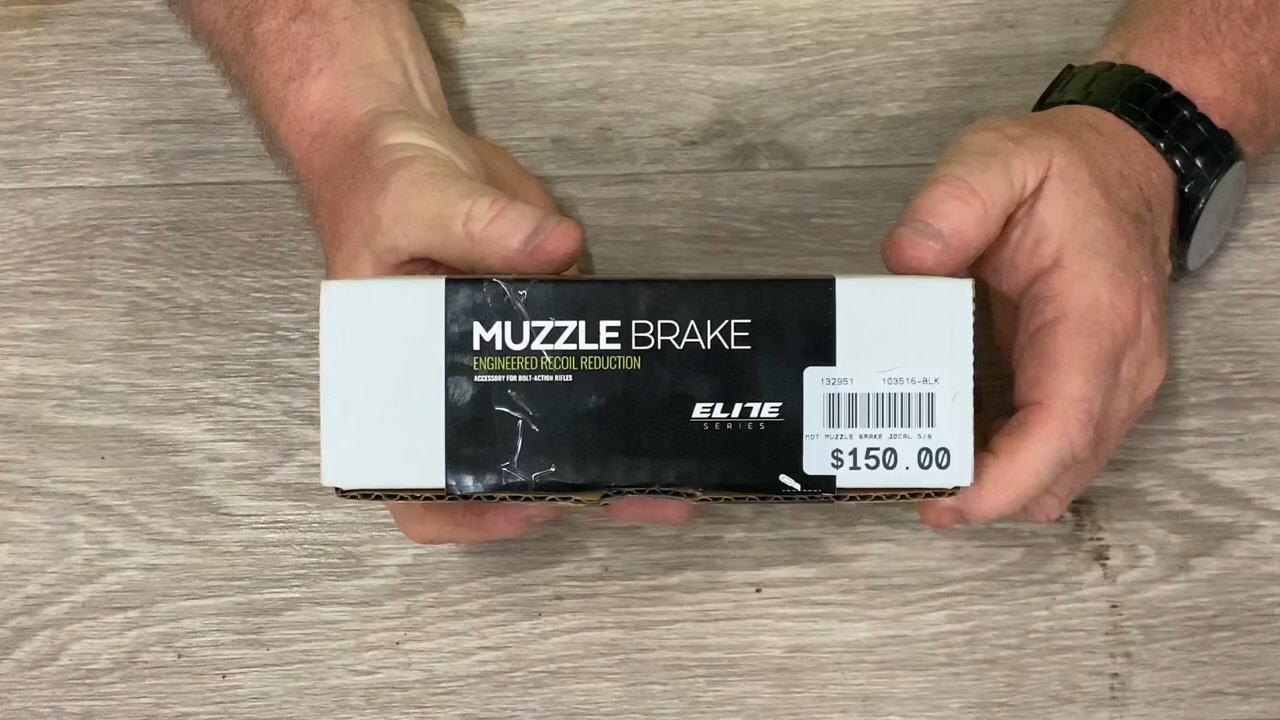 MUZZLE BRAKE
ENGINEERED RECOIL REDUCTION
ACCESSORY FOR BOLT-ACTION RIFLES
ELITE
SERIES
132951 103516-BLK
MDT MUZZLE BRAKE 30CAL 5/8
$150.00